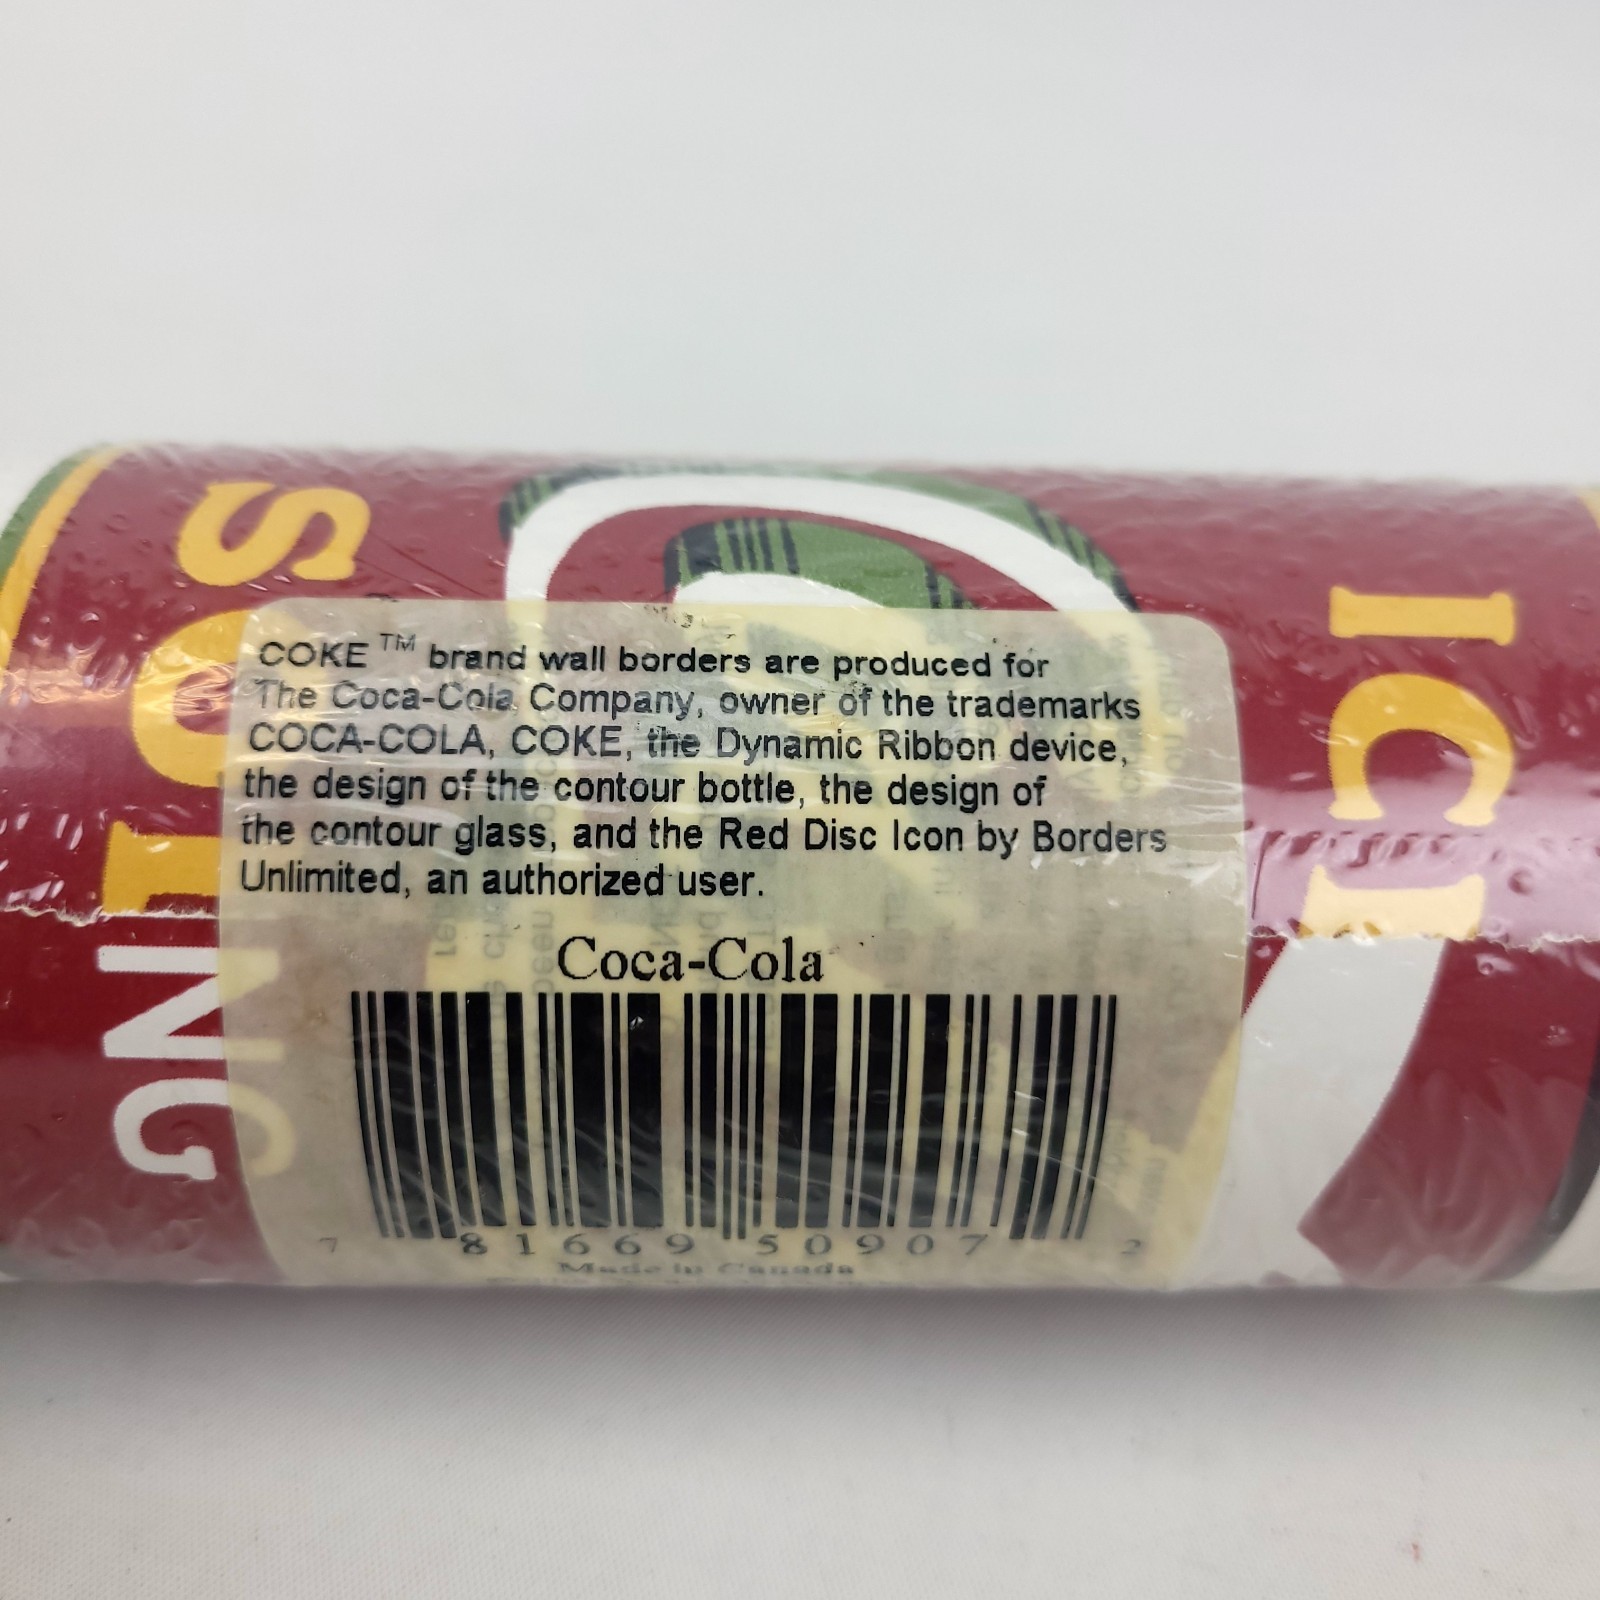 COKE ™ brand wall borders are produced for
The Coca-Cola Company, owner of the trademarks
COCA-COLA, COKE, the Dynamic Ribbon device,
the design of the contour bottle, the design of
the contour glass, and the Red Disc Icon by Borders
Unlimited, an authorized user.
Coca-Cola
7 81669 50907 2
Made in Canada
ICI